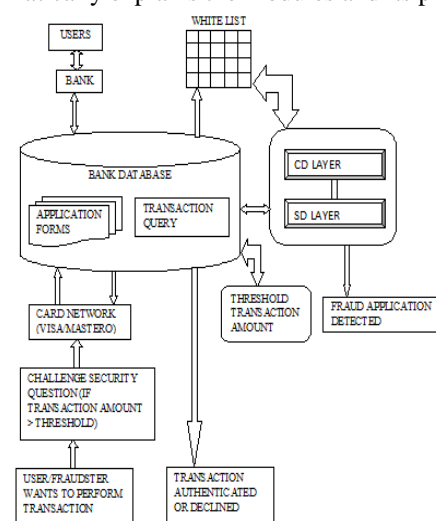 USERS
BANK
WHITE LIST
BANK DATABASE
APPLICATION
FORMS
TRANSACTION
QUERY
CD LAYER
SD LAYER
CARD NETWORK
(VISA/MASTERO)
THRESHOLD
TRANSACTION
AMOUNT
FRAUD APPLICATION
DETECTED
CHALLENGE SECURITY
QUESTION (IF
TRANSACTION AMOUNT
> THRESHOLD)
USER/FRAUDSTER
WANTS TO PERFORM
TRANSACTION
TRANSACTION
AUTHENTICATED
OR DECLINED